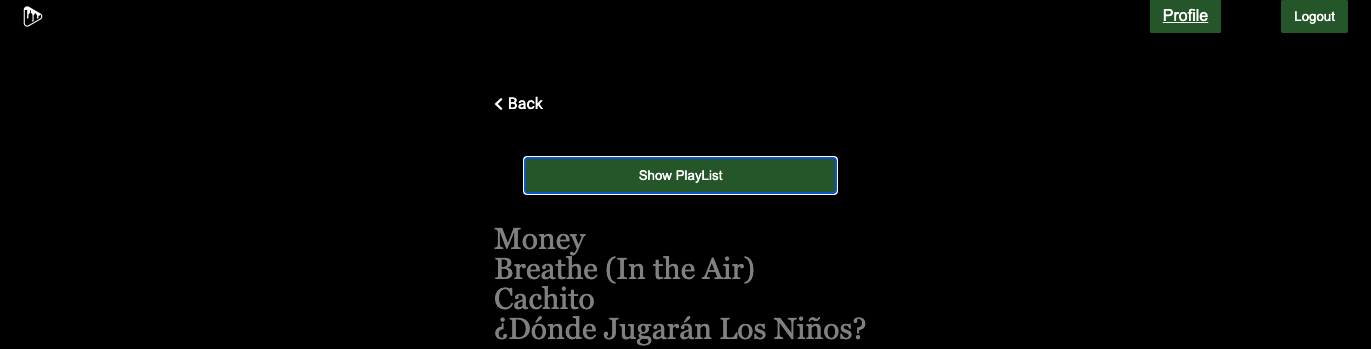 Profile
Logout
Back
Show PlayList
Money
Breathe (In the Air)
Cachito
¿Dónde Jugarán Los Niños?